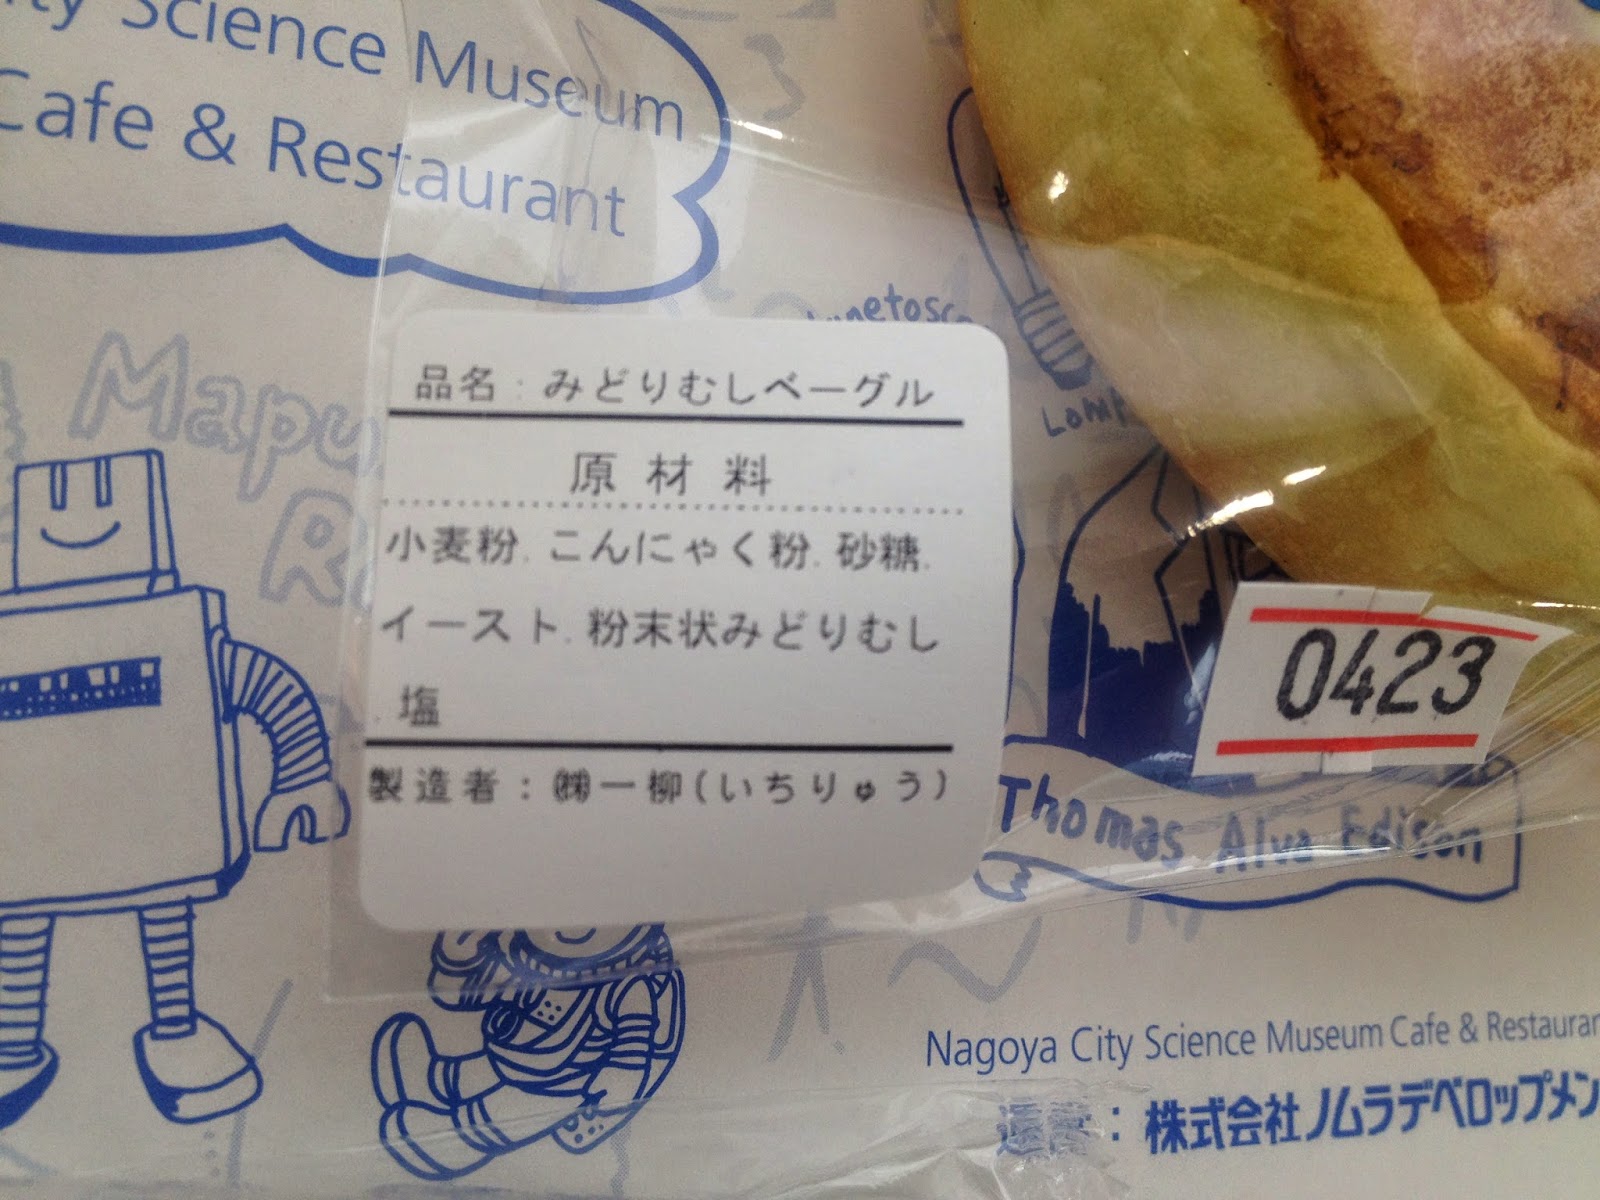 Science Museum
Cafe & Restaurant
品名:みどりむしベーグル
原材料
小麦粉.こんにゃく粉.砂糖.
イースト.粉末状みどりむし
.塩
製造者:㈱一柳(いちりゅう)
0423
Thomas Alva Edison
Nagoya City Science Museum Cafe & Restauran
運営:株式会社ノムラデベロップメン